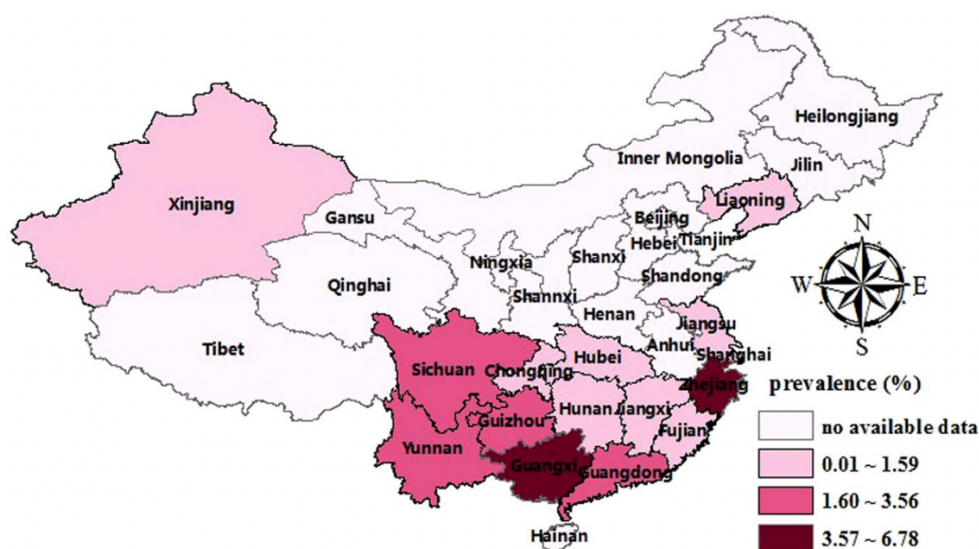 Heilongjiang
Inner Mongolia
Jilin
Xinjiang
Liaoning
Gansu
Beijing
Hebei
Tianjin
Shanxi
Ningxia
Shandong
Qinghai
Shannxi
Henan
Jiangsu
Anhui
Tibet
Shanghai
Hubei
Sichuan
Chongqing
Zhejiang
Hunan
Jiangxi
Guizhou
Fujian
Yunnan
Guangxi
Guangdong
Hainan
N
W
E
S
prevalence (%)
no available data
0.01 ~ 1.59
1.60 ~ 3.56
3.57 ~ 6.78